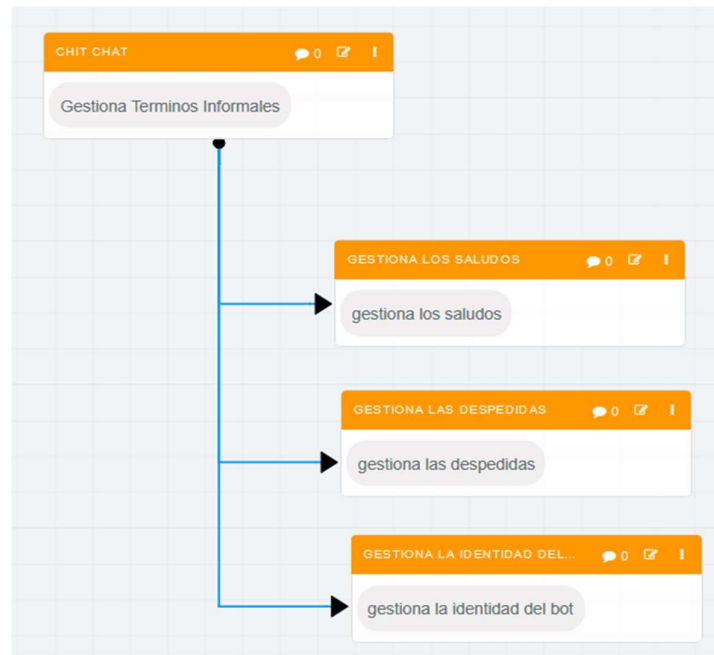 CHIT CHAT 0
Gestiona Terminos Informales
GESTIONA LOS SALUDOS 0
gestiona los saludos
GESTIONA LAS DESPEDIDAS 0
gestiona las despedidas
GESTIONA LA IDENTIDAD DEL... 0
gestiona la identidad del bot